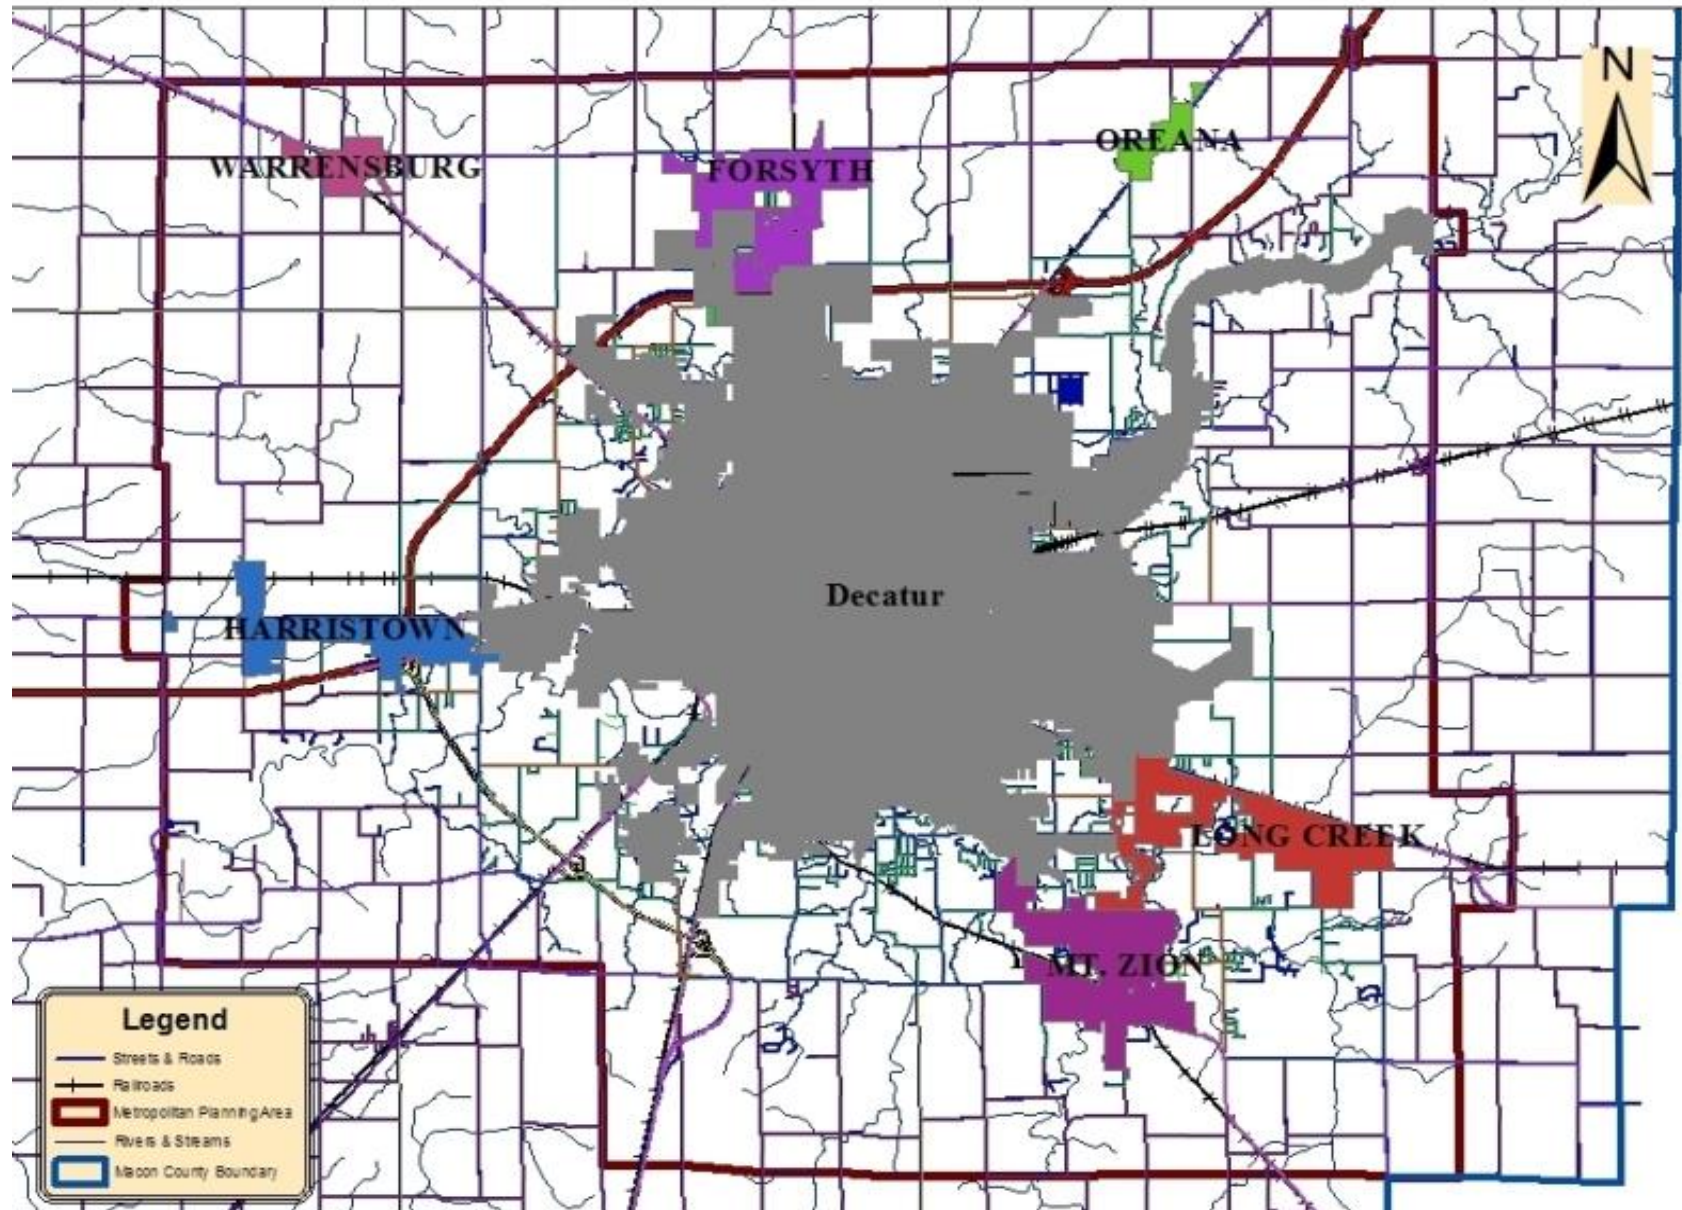 N
OREANA
WARRENSBURG
FORSYTH
Decatur
HARRISTOWN
LONG CREEK
MT. ZION
Legend
Streets & Roads
Railroads
Metropolitan Planning Area
Rivers & Streams
Macon County Boundary